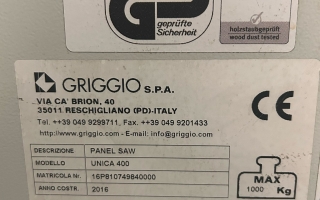 geprüfte
Sicherheit
holzstaubgeprüft
wood dust tested
GRIGGIO S.P.A.
VIA CA' BRION, 40
35011 RESCHIGLIANO (PD)-ITALY
Tel. ++39 049 9299711, Fax ++39 049 9201433
http://www.griggio.com - Email: info@griggio.com
CE
DESCRIZIONE PANEL SAW
MODELLO UNICA 400
MATRICOLA Nr. 16P810749840000
ANNO COSTR. 2016
MAX
1000 Kg